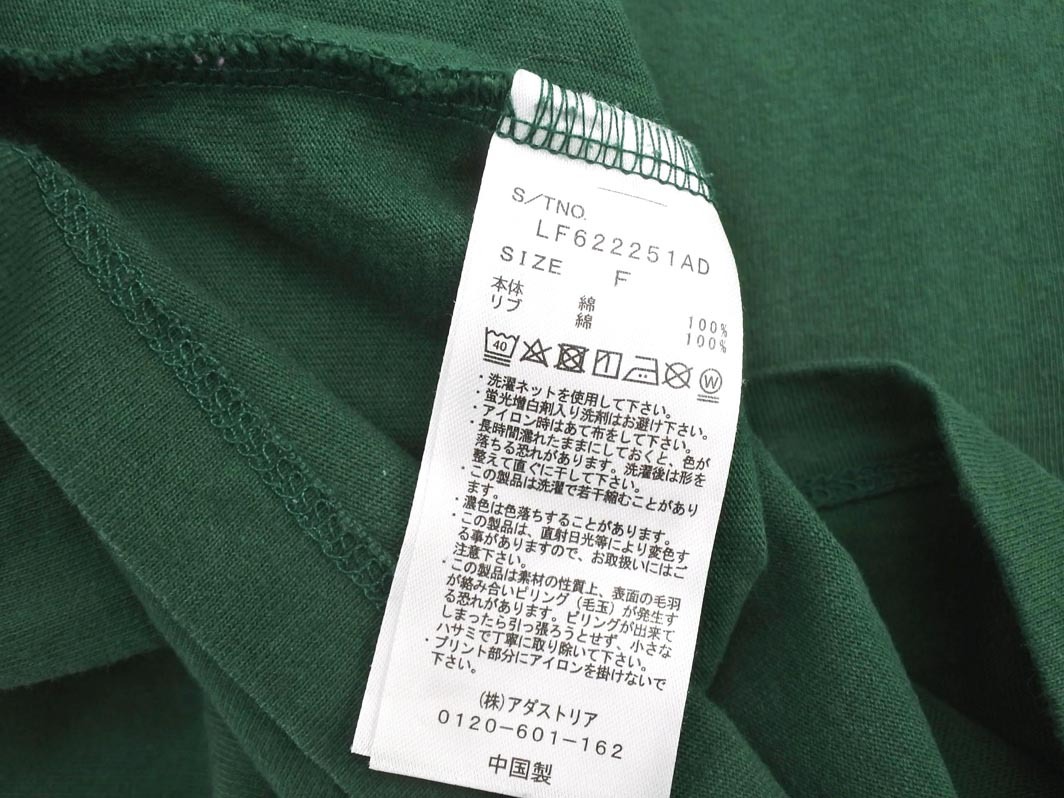 S/TNO.
LF622251AD
SIZE F
本体 綿 100%
リブ 綿 100%
40
W
・洗濯ネットを使用して下さい。
・蛍光増白剤入り洗剤はお避け下さい。
・アイロン時はあて布をして下さい。
・長時間濡れたままにしておくと、色が
落ちる恐れがあります。洗濯後は形を
整えて直ぐに干して下さい。
・この製品は洗濯で若干縮むことがあり
ます。
・濃色は色落ちすることがあります。
・この製品は、直射日光等により変色す
る事がありますので、お取扱いにはご
注意下さい。
・この製品は素材の性質上、表面の毛羽
が絡み合いピリング（毛玉）が発生す
る恐れがあります。ピリングが出来て
しまったら引っ張ろうとせず、小さな
ハサミで丁寧に取り除いて下さい。
・プリント部分にアイロンを掛けないで
下さい。
(株)アダストリア
0120-601-162
中国製